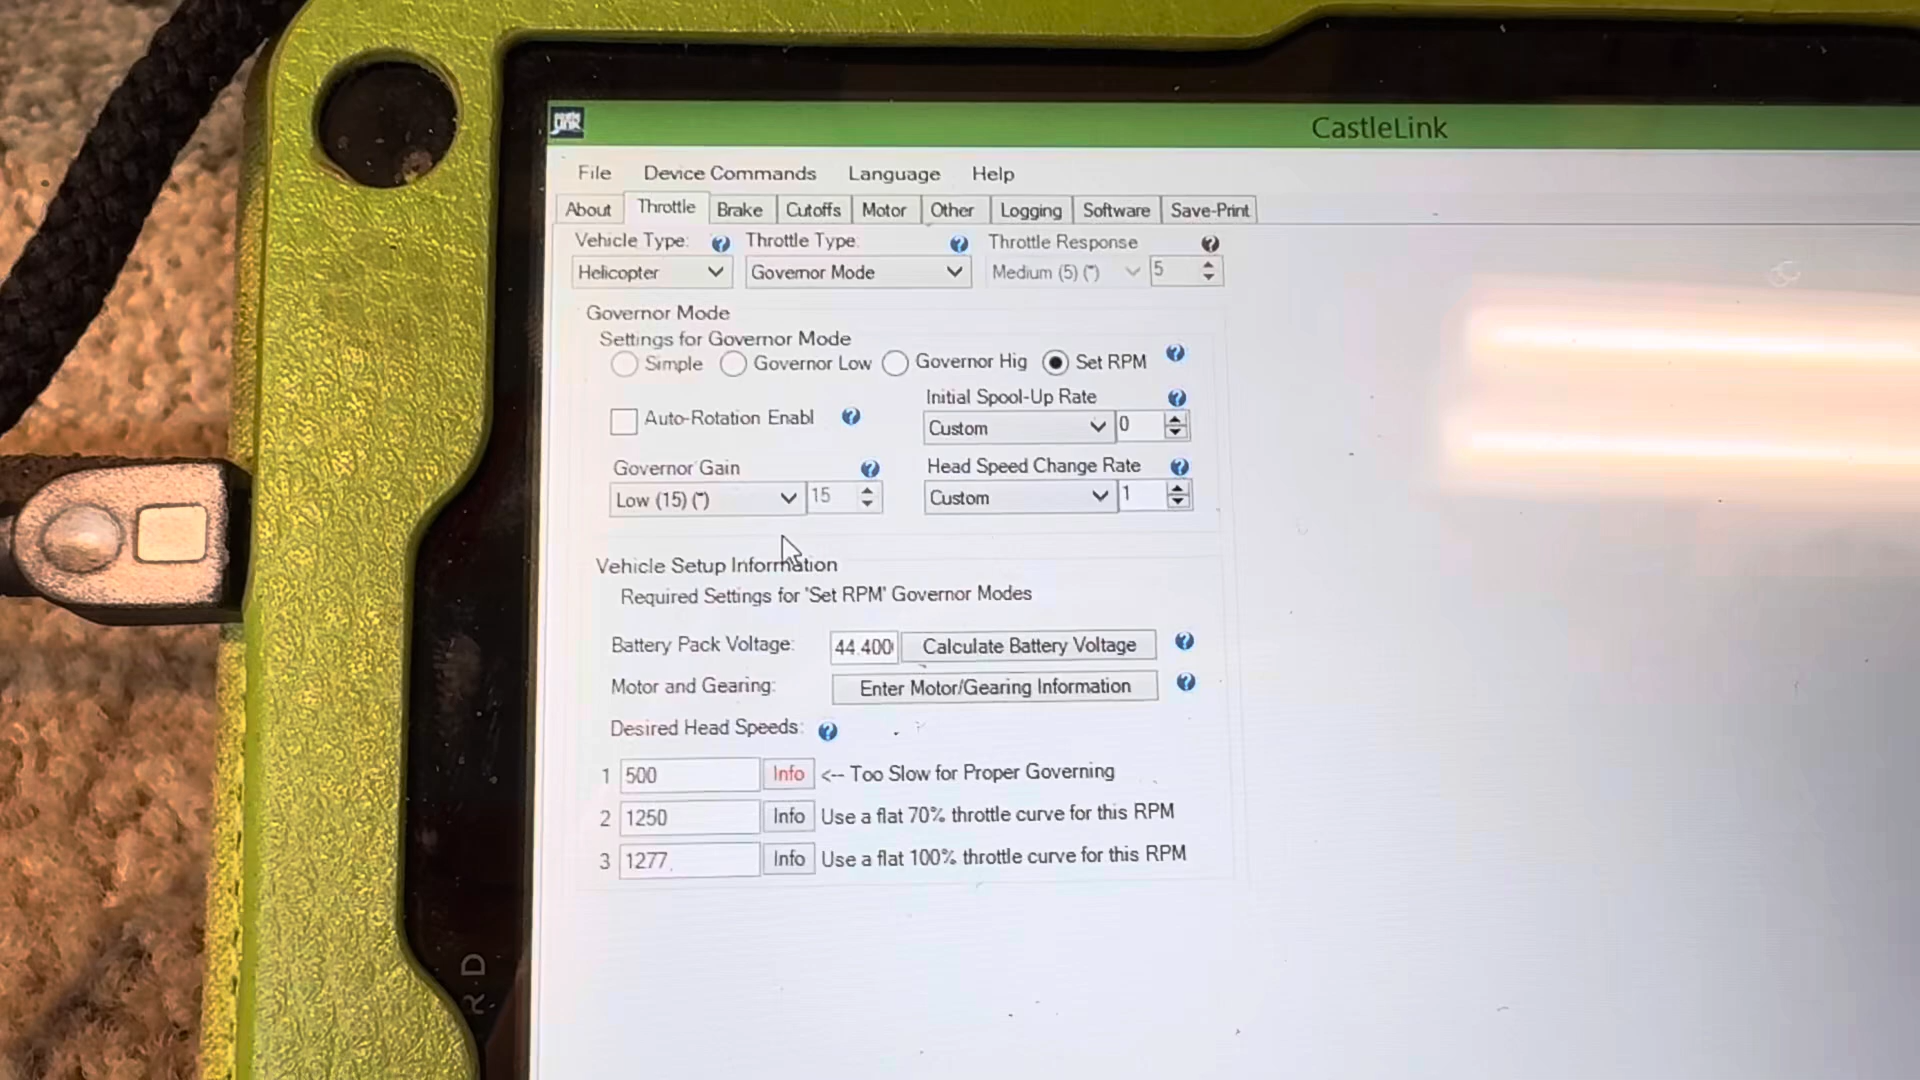 CastleLink
File Device Commands Language Help
About Throttle Brake Cutoffs Motor Other Logging Software Save-Print
Vehicle Type: Throttle Type: Throttle Response
Helicopter Governor Mode Medium (5) (*) 5
Governor Mode
Settings for Governor Mode
Simple Governor Low Governor Hig Set RPM
Initial Spool-Up Rate
Auto-Rotation Enabl Custom 0
Governor Gain Head Speed Change Rate
Low (15) (*) 15 Custom 1
Vehicle Setup Information
Required Settings for 'Set RPM' Governor Modes
Battery Pack Voltage: 44.400 Calculate Battery Voltage
Motor and Gearing: Enter Motor/Gearing Information
Desired Head Speeds:
1 500 Info <-- Too Slow for Proper Governing
2 1250 Info Use a flat 70% throttle curve for this RPM
3 1277 Info Use a flat 100% throttle curve for this RPM